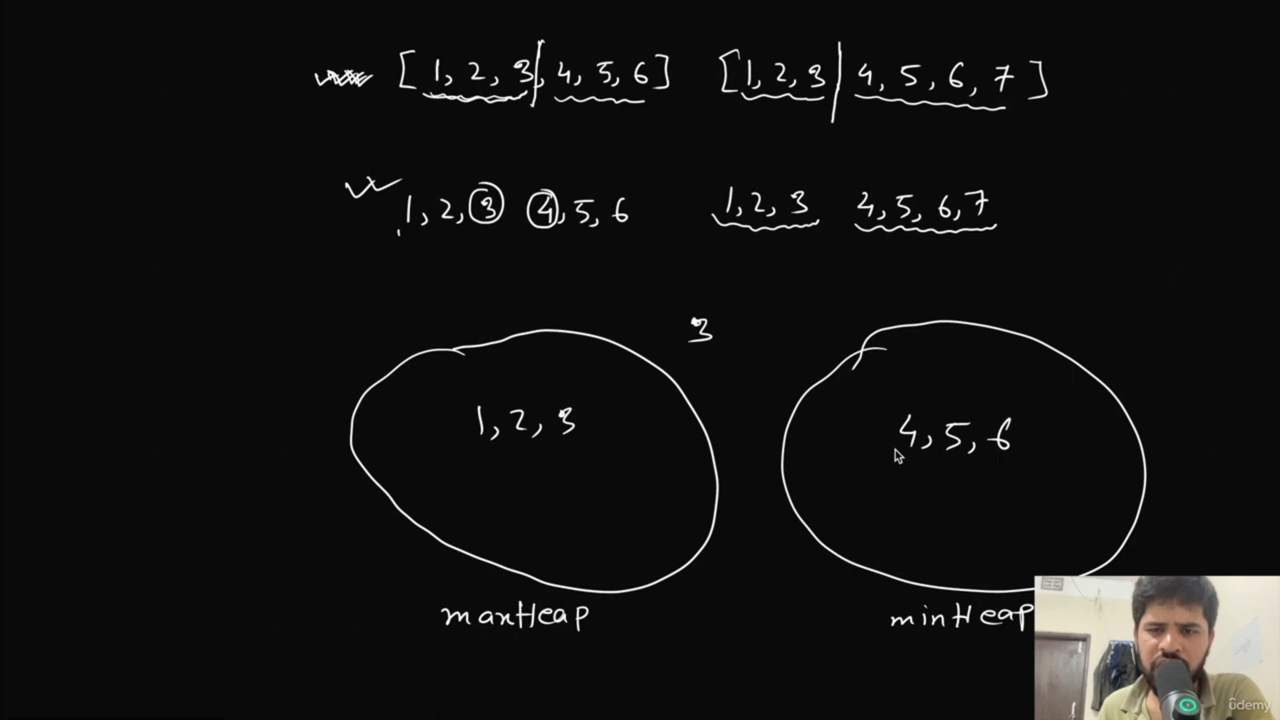 [1, 2, 3, 4, 5, 6] [1, 2, 3 4, 5, 6, 7]
1, 2, 3 4, 5, 6 1, 2, 3 4, 5, 6, 7
3
1, 2, 3 4, 5, 6
maxHeap minHeap
udemy